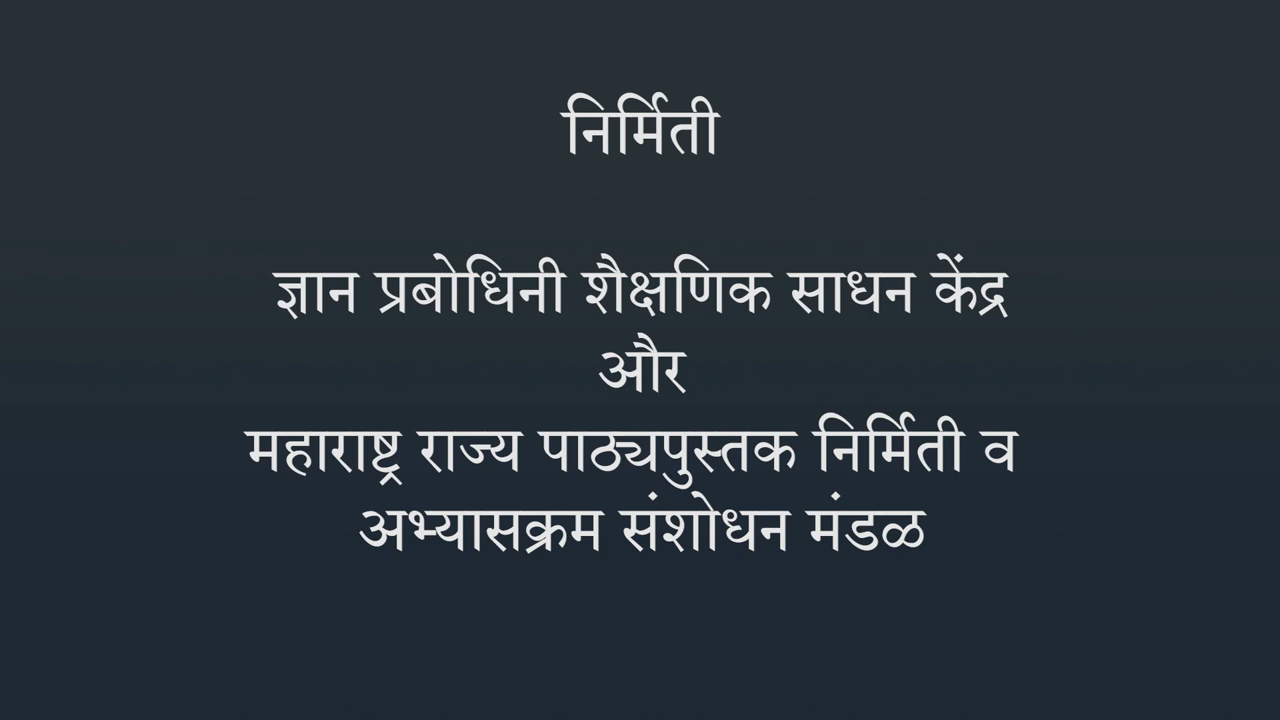 निर्मिती
ज्ञान प्रबोधिनी शैक्षणिक साधन केंद्र
और
महाराष्ट्र राज्य पाठ्यपुस्तक निर्मिती व
अभ्यासक्रम संशोधन मंडळ